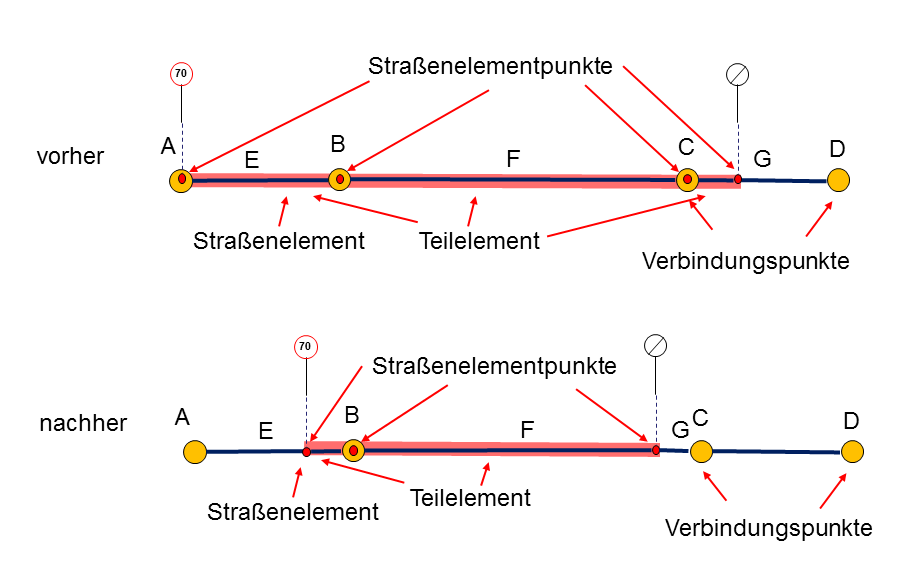 70
Straßenelementpunkte
vorher
A
E
B
F
C
G
D
Straßenelement
Teilelement
Verbindungspunkte
70
Straßenelementpunkte
nachher
A
E
B
F
G
C
D
Straßenelement
Teilelement
Verbindungspunkte